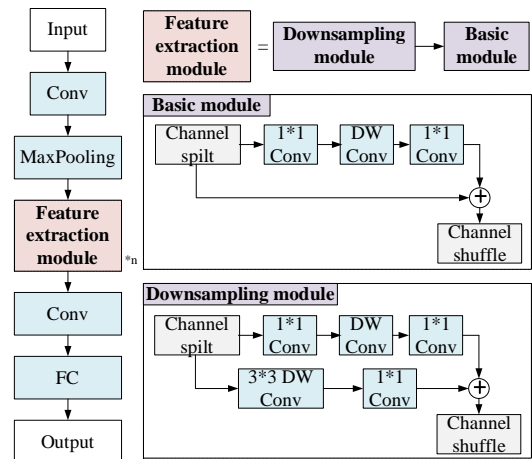 Input
Conv
MaxPooling
Feature
extraction
module
*n
Conv
FC
Output
Feature
extraction
module
=
Downsampling
module
Basic
module
Basic module
Channel
spilt
1*1
Conv
DW
Conv
1*1
Conv
+
Channel
shuffle
Downsampling module
Channel
spilt
1*1
Conv
DW
Conv
1*1
Conv
3*3 DW
Conv
1*1
Conv
+
Channel
shuffle